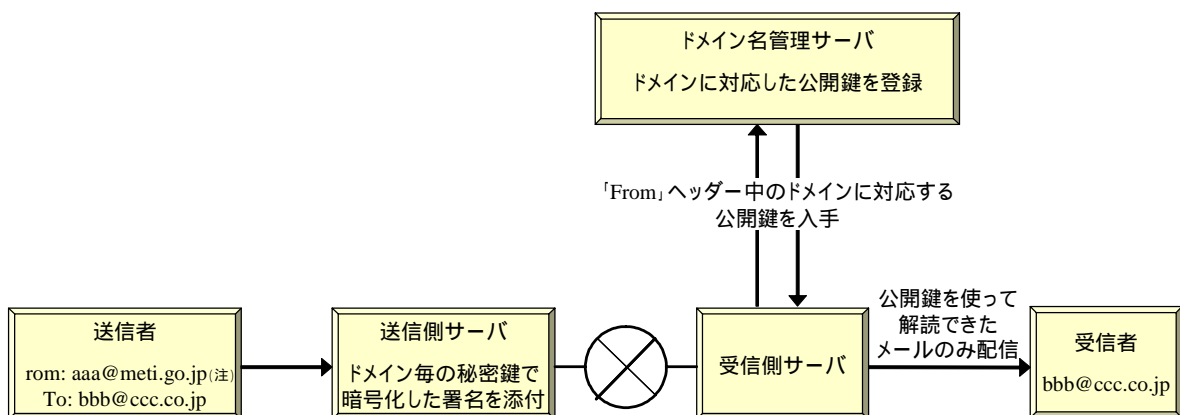 ドメイン名管理サーバ
ドメインに対応した公開鍵を登録
「From」ヘッダー中のドメインに対応する
公開鍵を入手
送信者
rom: aaa@meti.go.jp(注)
To: bbb@ccc.co.jp
送信側サーバ
ドメイン毎の秘密鍵で
暗号化した署名を添付
受信側サーバ
公開鍵を使って
解読できた
メールのみ配信
受信者
bbb@ccc.co.jp